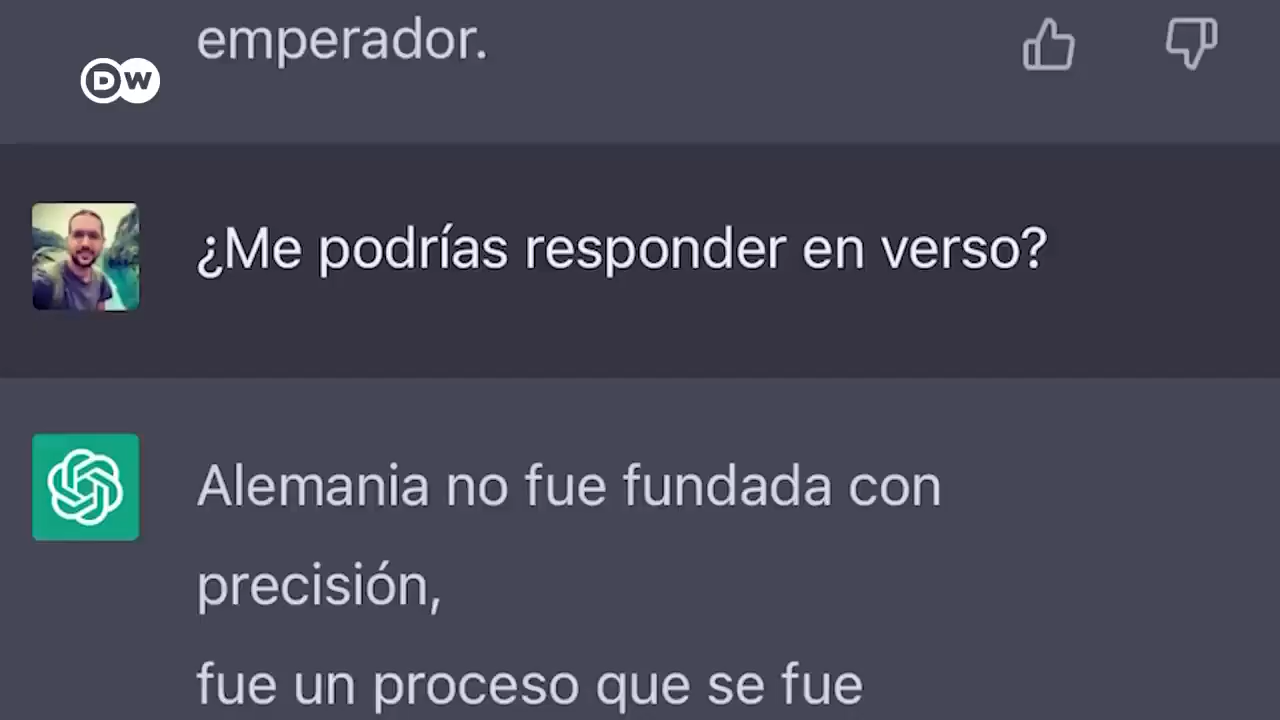 emperador.
DW
¿Me podrías responder en verso?
Alemania no fue fundada con
precisión,
fue un proceso que se fue